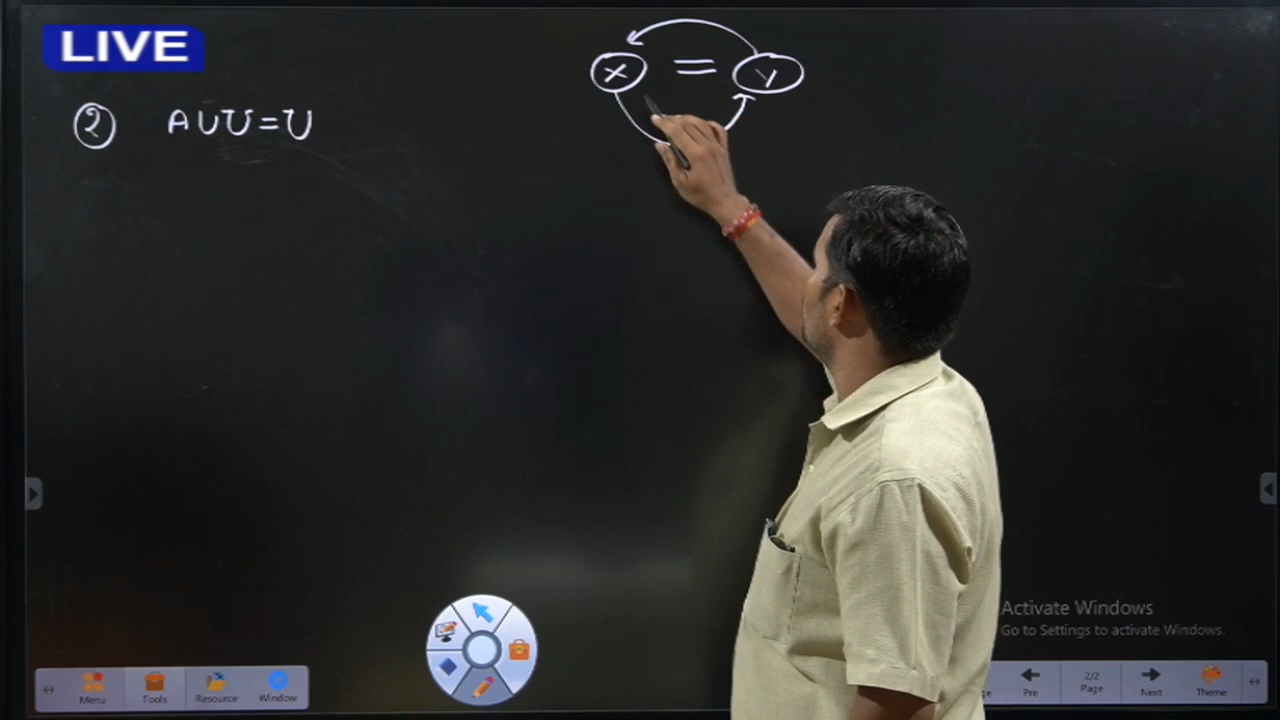 LIVE
X = Y
② A ∪ U = U
Activate Windows
Go to Settings to activate Windows.
Menu Tools Resource Window
ge Pre 2/2 Page Next Theme